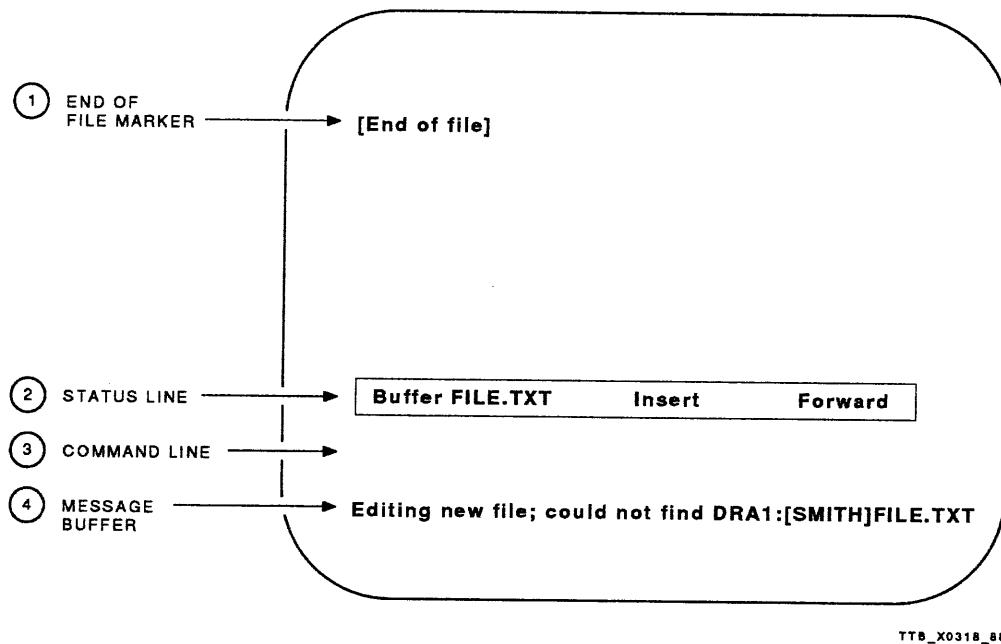 1 END OF
FILE MARKER
[End of file]
2 STATUS LINE
Buffer FILE.TXT Insert Forward
3 COMMAND LINE
4 MESSAGE
BUFFER
Editing new file; could not find DRA1:[SMITH]FILE.TXT